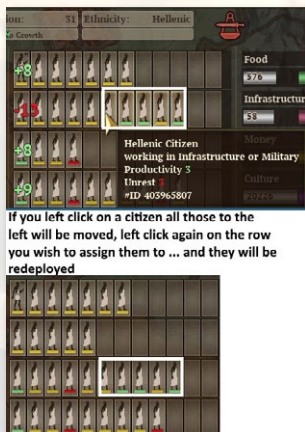 31 Ethnicity: Hellenic
Growth
+8
Food
576
-13
Infrastructur
58
+8
Hellenic Citizen
working in Infrastructure or Military
Productivity 3
Unrest 3
#ID 403965807
Money
Culture
+9
If you left click on a citizen all those to the
left will be moved, left click again on the row
you wish to assign them to ... and they will be
redeployed